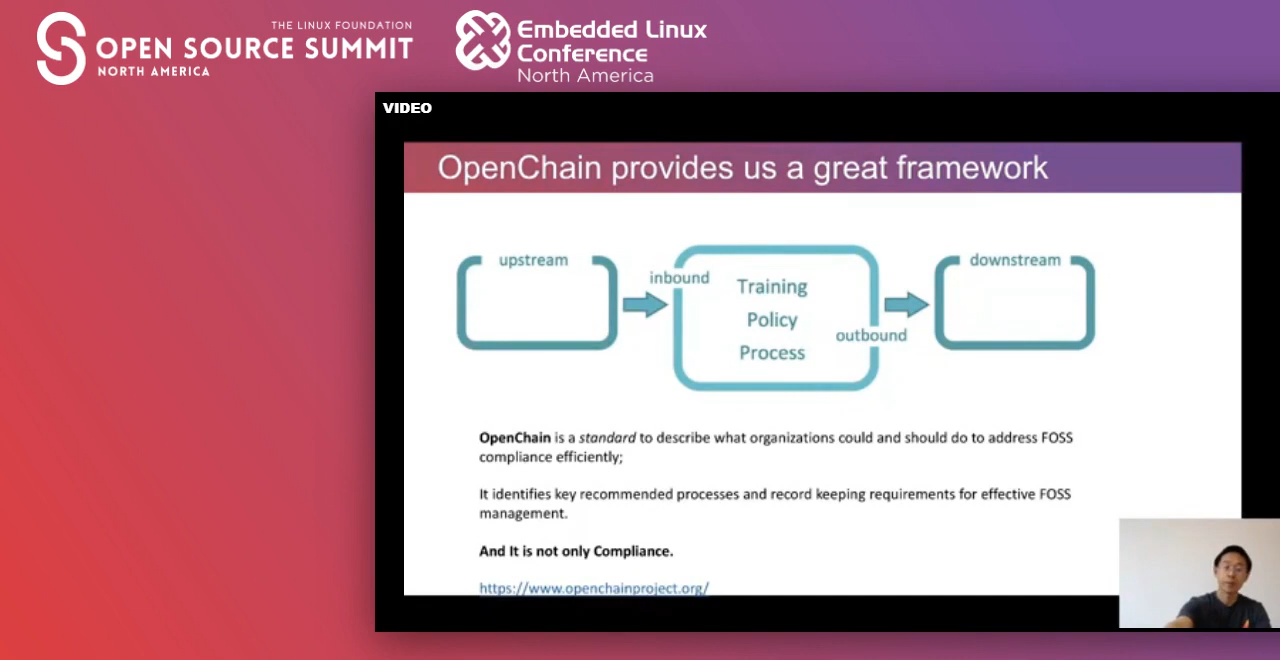 THE LINUX FOUNDATION
OPEN SOURCE SUMMIT
NORTH AMERICA
Embedded Linux
Conference
North America
VIDEO
OpenChain provides us a great framework
upstream
inbound
Training
Policy
Process
outbound
downstream
OpenChain is a standard to describe what organizations could and should do to address FOSS
compliance efficiently;
It identifies key recommended processes and record keeping requirements for effective FOSS
management.
And It is not only Compliance.
https://www.openchainproject.org/